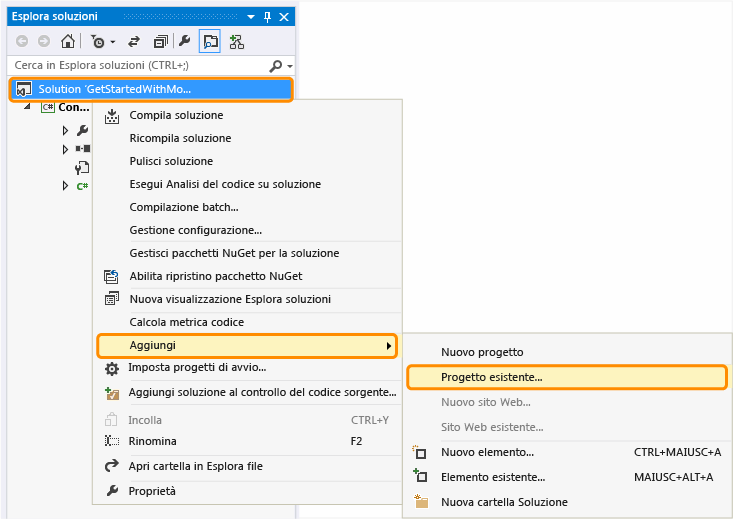 Esplora soluzioni
Cerca in Esplora soluzioni (CTRL+;)
Solution 'GetStartedWithMo...
C# Con...
C#
Compila soluzione
Ricompila soluzione
Pulisci soluzione
Esegui Analisi del codice su soluzione
Compilazione batch...
Gestione configurazione...
Gestisci pacchetti NuGet per la soluzione
Abilita ripristino pacchetto NuGet
Nuova visualizzazione Esplora soluzioni
Calcola metrica codice
Aggiungi
Imposta progetti di avvio...
Aggiungi soluzione al controllo del codice sorgente...
Incolla CTRL+Y
Rinomina F2
Apri cartella in Esplora file
Proprietà
Nuovo progetto
Progetto esistente...
Nuovo sito Web...
Sito Web esistente...
Nuovo elemento... CTRL+MAIUSC+A
Elemento esistente... MAIUSC+ALT+A
Nuova cartella Soluzione